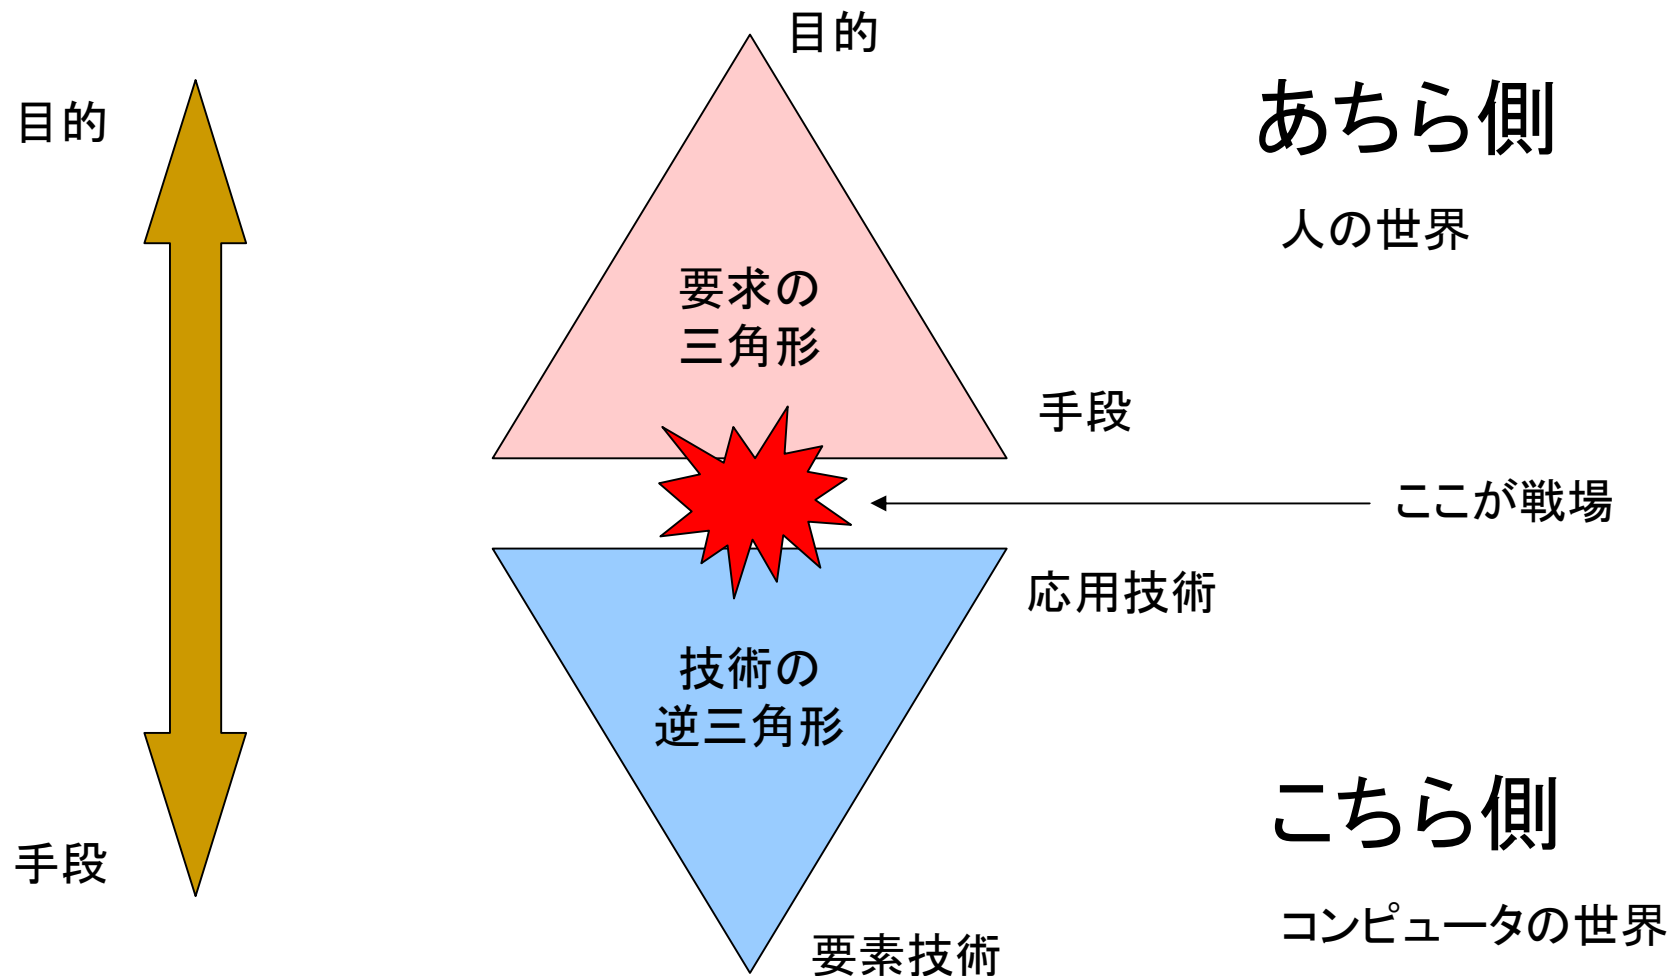 目的
目的
あちら側
人の世界
要求の
三角形
手段
ここが戦場
応用技術
技術の
逆三角形
こちら側
手段
コンピュータの世界
要素技術